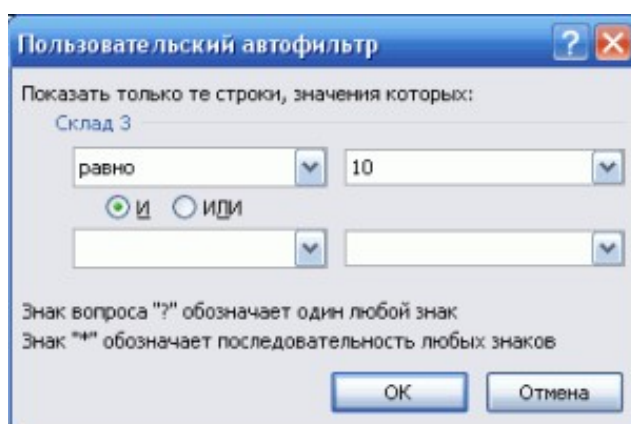 Пользовательский автофильтр
Показать только те строки, значения которых:
Склад 3
равно 10
И ИЛИ
Знак вопроса "?" обозначает один любой знак
Знак "*" обозначает последовательность любых знаков
ОК Отмена